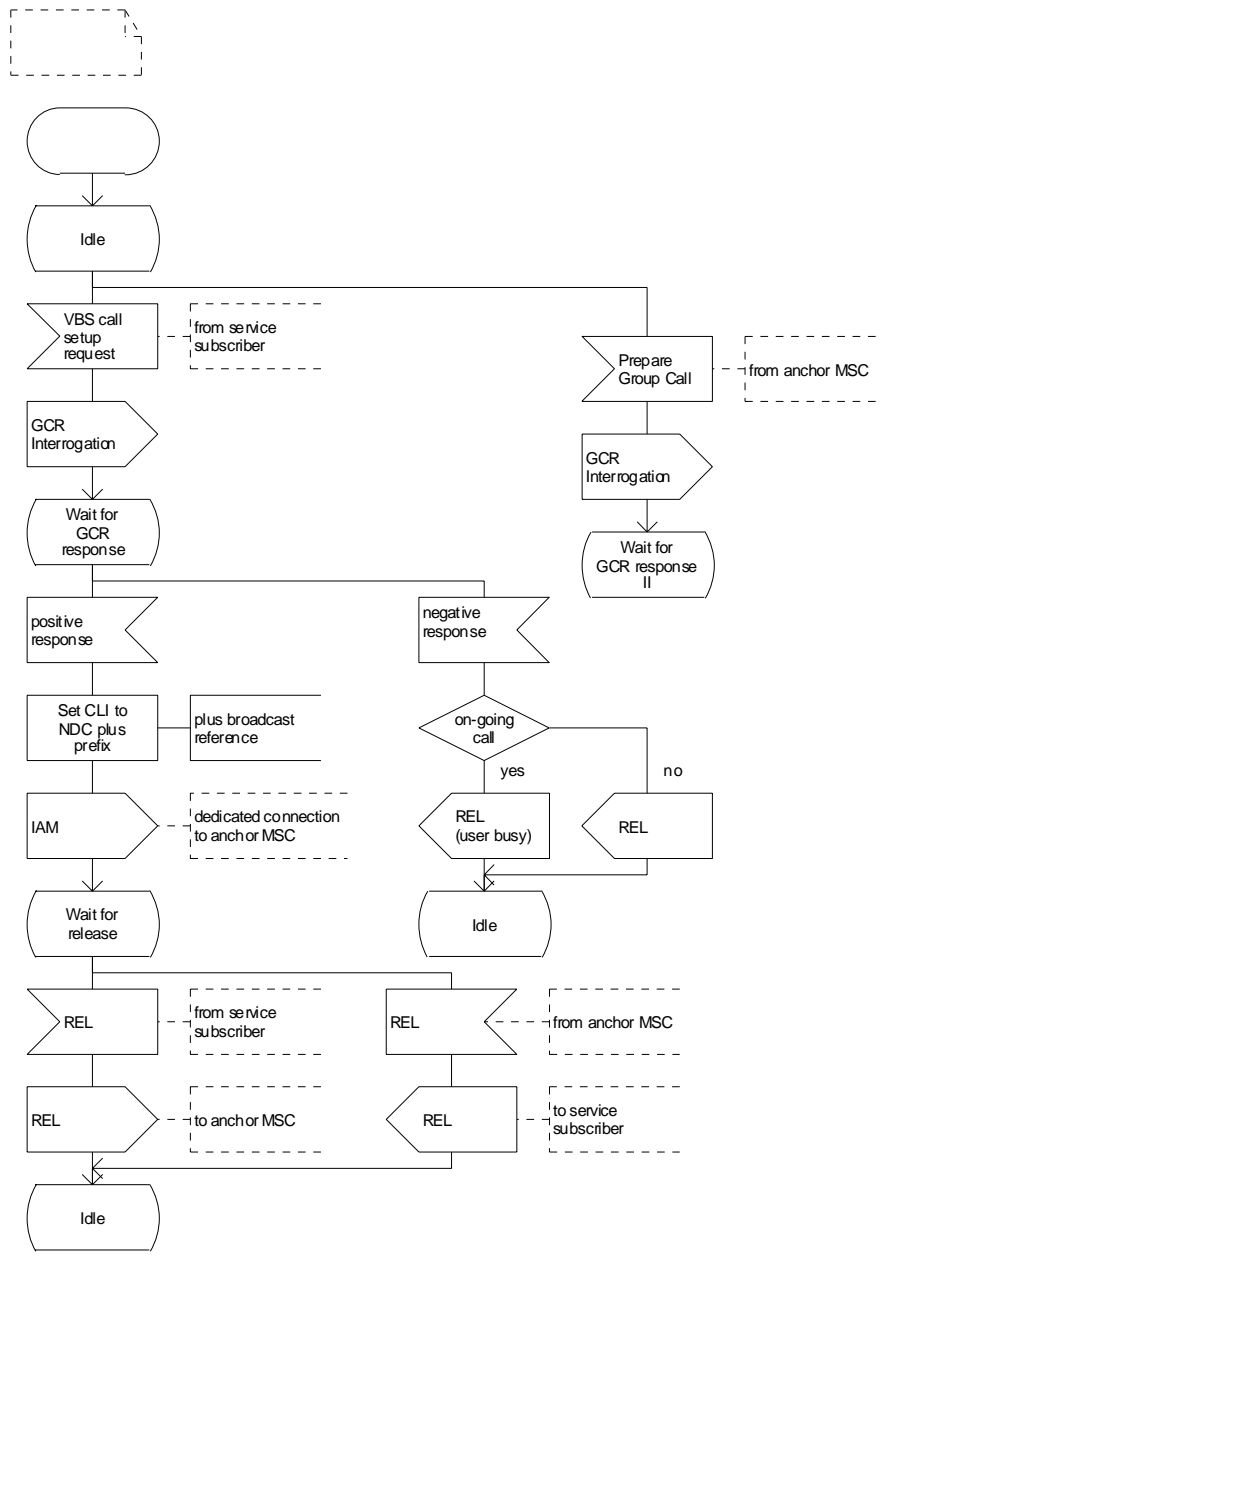 Idle
VBS call
setup
request
from service
subscriber
Prepare
Group Call
from anchor MSC
GCR
Interrogation
GCR
Interrogation
Wait for
GCR
response
Wait for
GCR response
II
positive
response
negative
response
Set CLI to
NDC plus
prefix
plus broadcast
reference
on-going
call
yes
no
IAM
dedicated connection
to anchor MSC
REL
(user busy)
REL
Wait for
release
Idle
REL
from service
subscriber
REL
from anchor MSC
REL
to anchor MSC
REL
to service
subscriber
Idle